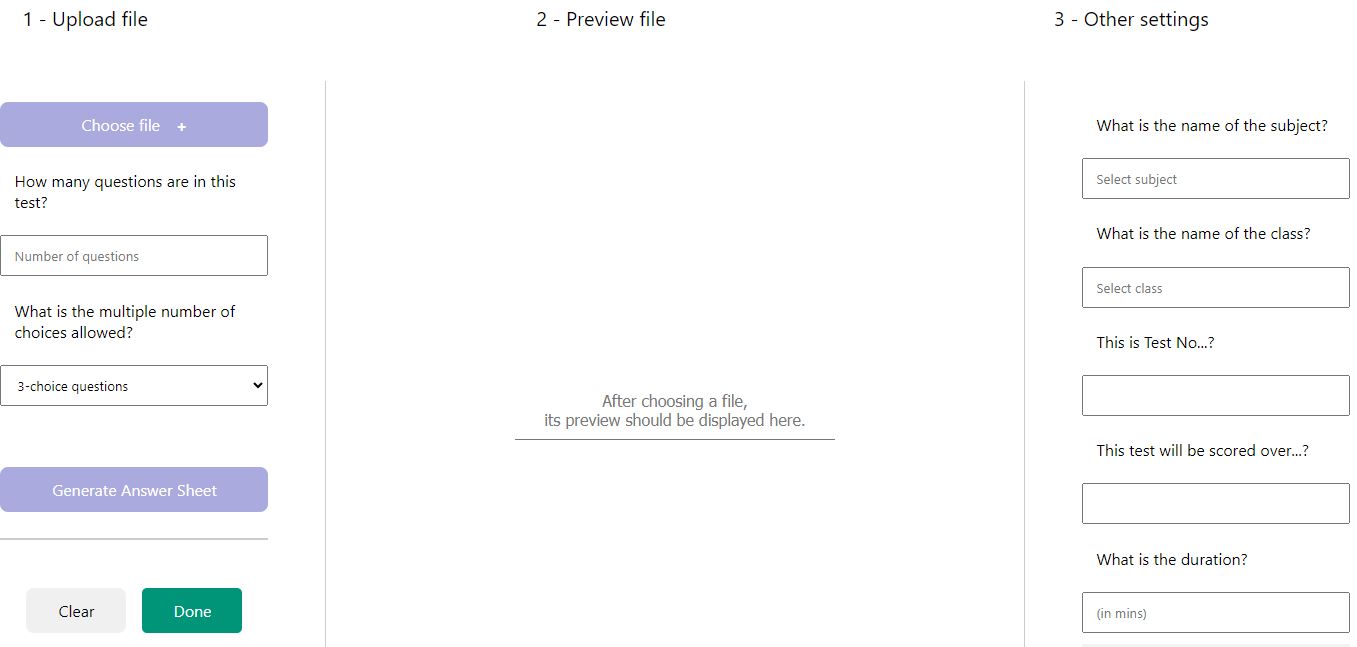 1 - Upload file
2 - Preview file
3 - Other settings
Choose file +
How many questions are in this
test?
Number of questions
What is the multiple number of
choices allowed?
3-choice questions
Generate Answer Sheet
Clear
Done
After choosing a file,
its preview should be displayed here.
What is the name of the subject?
Select subject
What is the name of the class?
Select class
This is Test No...?
This test will be scored over...?
What is the duration?
(in mins)